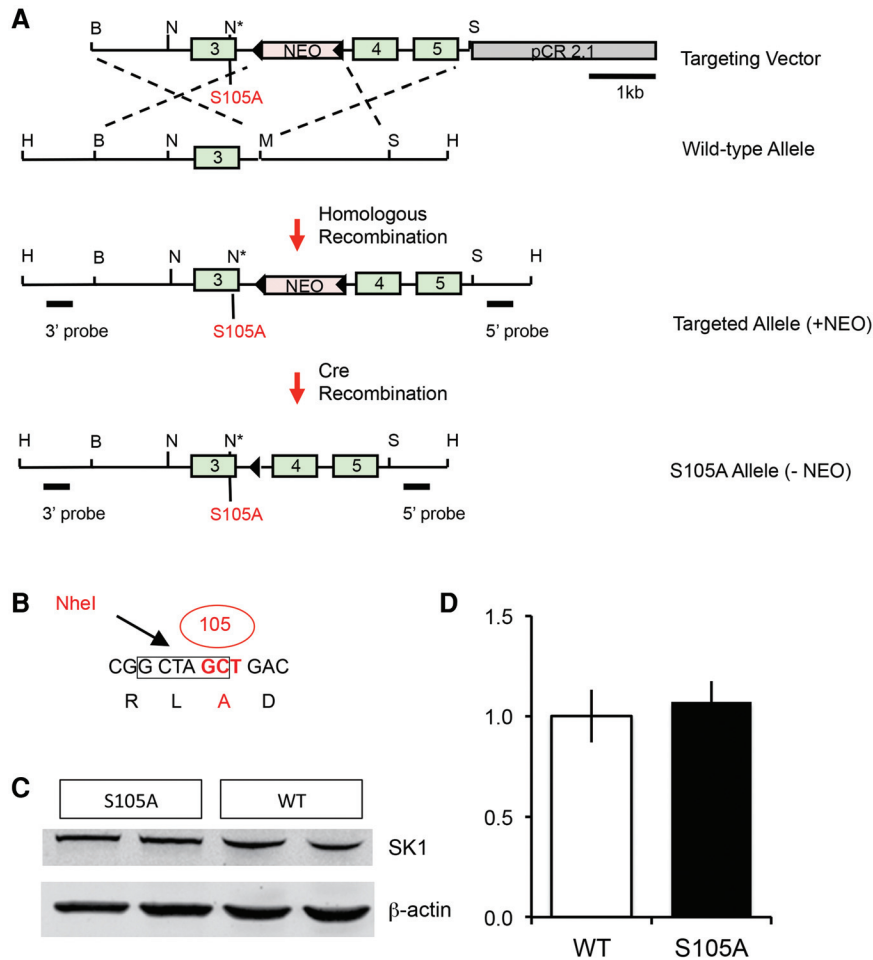 A
B N N* S
3 NEO 4 5 pCR 2.1 Targeting Vector
S105A 1kb
H B N M S H
3 Wild-type Allele
Homologous
Recombination
H B N N* S H
3 NEO 4 5
3' probe S105A 5' probe Targeted Allele (+NEO)
Cre
Recombination
H B N N* S H
3 4 5 S105A Allele (- NEO)
3' probe S105A 5' probe
B
NheI 105
CGG CTA GCT GAC
R L A D
C
S105A WT
SK1
β-actin
D
1.5
1.0
0.5
0.0
WT S105A